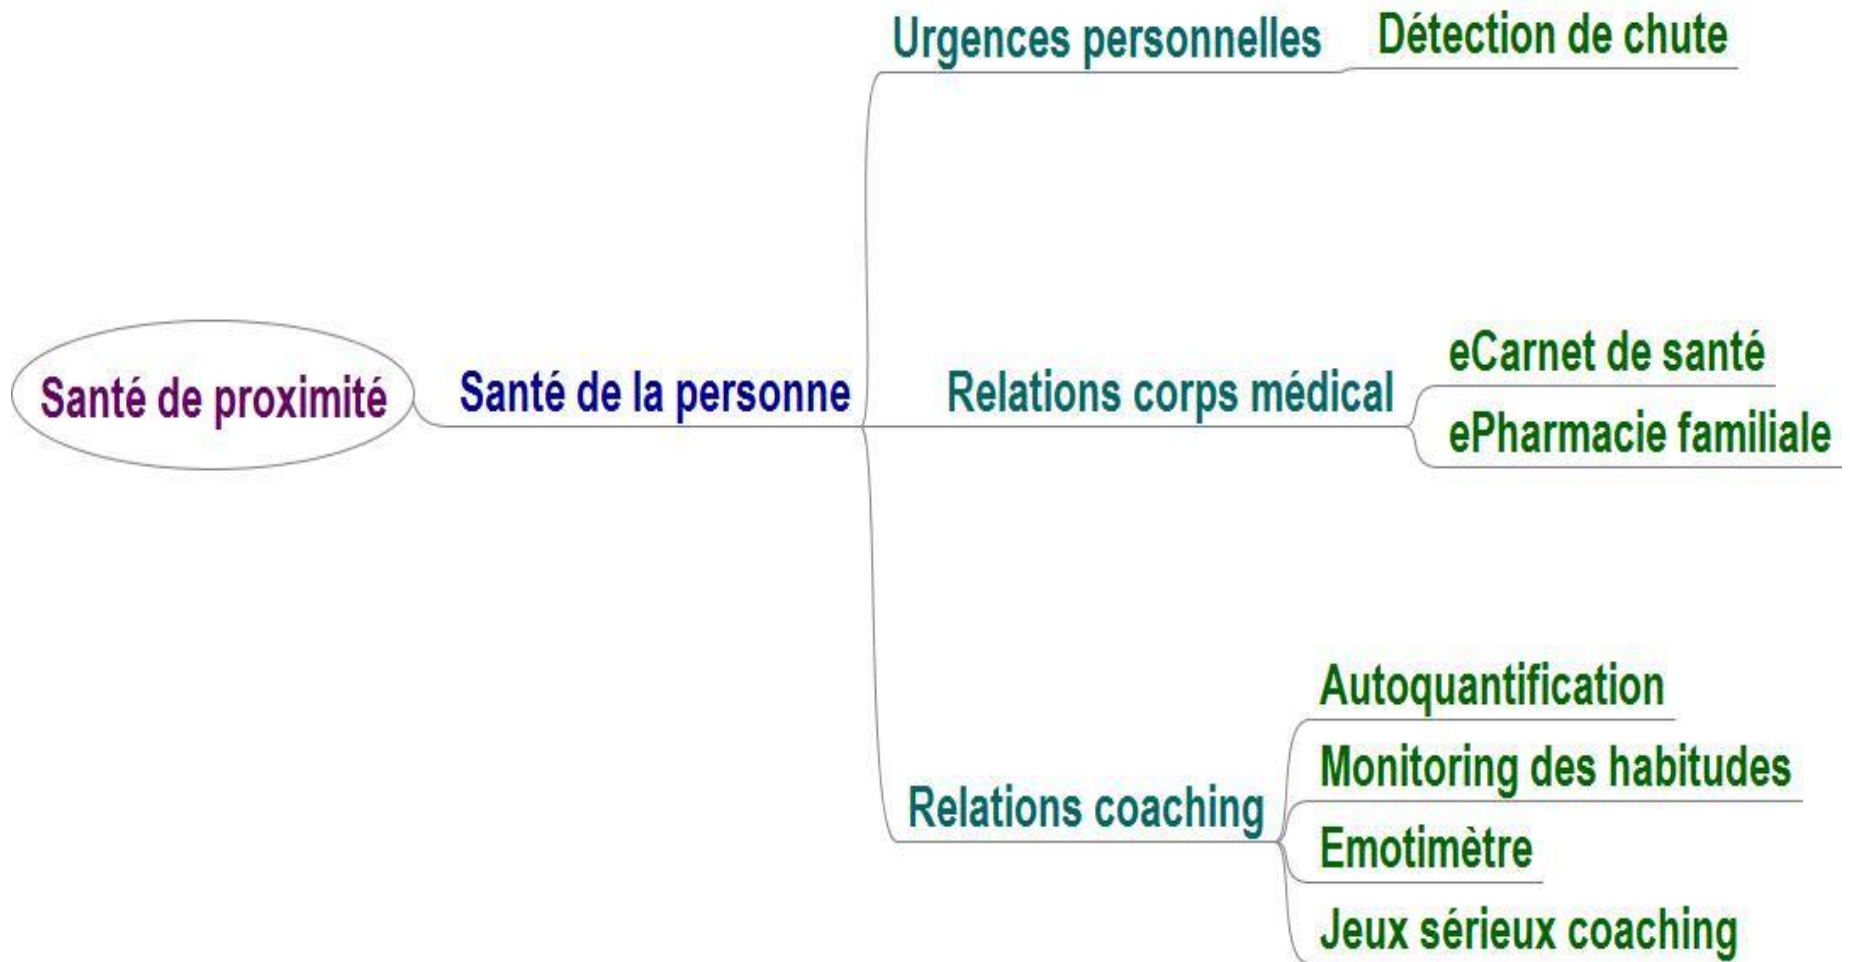 Urgences personnelles
Détection de chute
Santé de proximité
Santé de la personne
Relations corps médical
eCarnet de santé
ePharmacie familiale
Relations coaching
Autoquantification
Monitoring des habitudes
Emotimètre
Jeux sérieux coaching